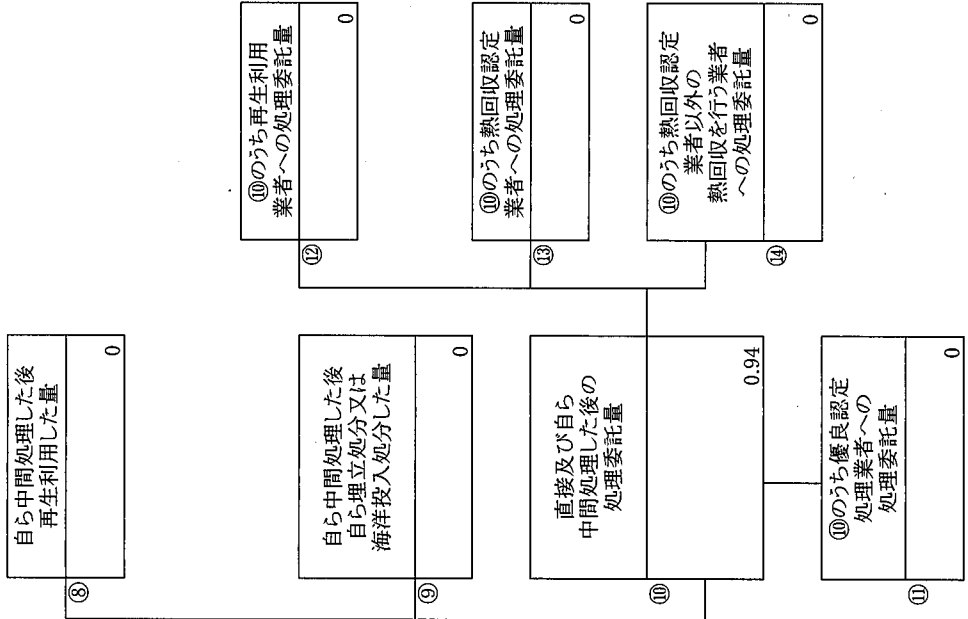 ⑧
自ら中間処理した後
再生利用した量
0
⑨
自ら中間処理した後
自ら埋立処分又は
海洋投入処分した量
0
⑩
直接及び自ら
中間処理した後の
処理委託量
0.94
⑪
⑩のうち優良認定
処理業者への
処理委託量
0
⑫
⑩のうち再生利用
業者への処理委託量
0
⑬
⑩のうち熱回収認定
業者への処理委託量
0
⑭
⑩のうち熱回収認定
業者以外の
熱回収を行う業者
への処理委託量
0